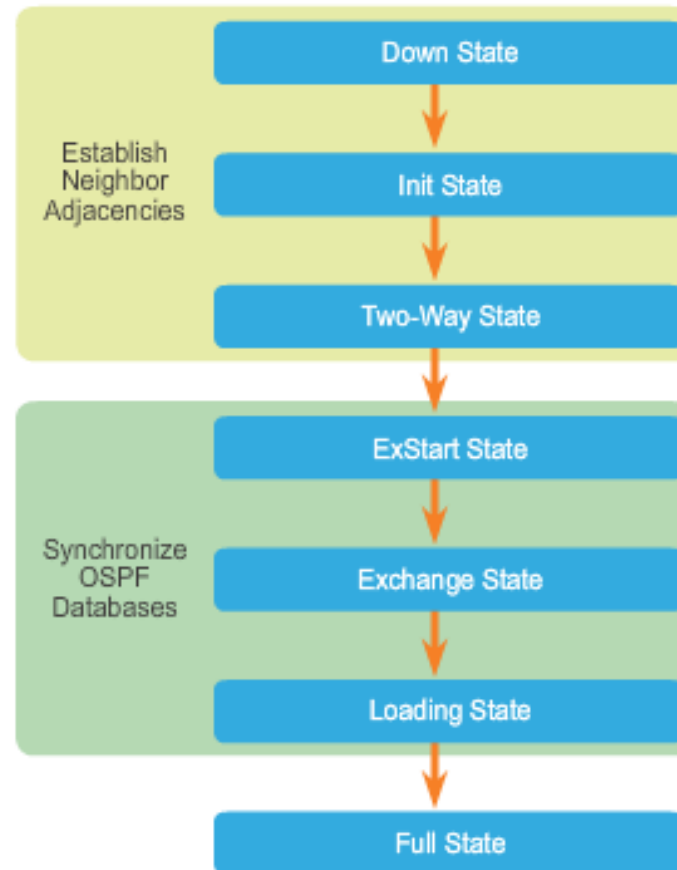 Down State
Establish
Neighbor
Adjacencies
Init State
Two-Way State
ExStart State
Synchronize
OSPF
Databases
Exchange State
Loading State
Full State